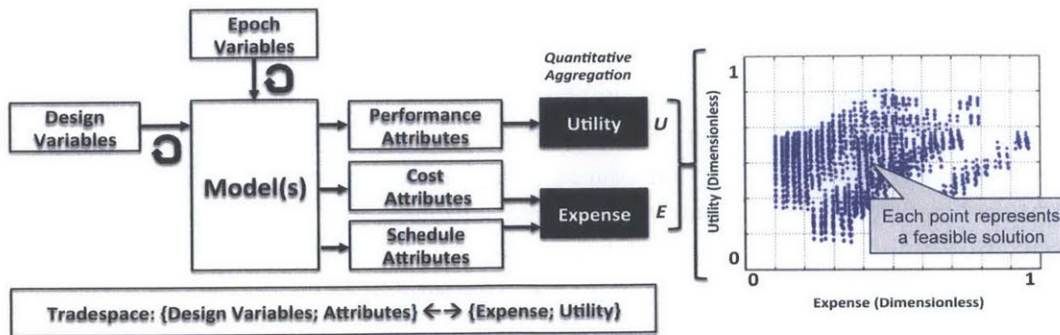 Epoch
Variables
Quantitative
Aggregation
Design
Variables
Model(s)
Performance
Attributes
Utility
U
Cost
Attributes
Expense
E
Schedule
Attributes
Tradespace: {Design Variables; Attributes} ←→ {Expense; Utility}
1
Utility (Dimensionless)
0
Each point represents
a feasible solution
0
1
Expense (Dimensionless)